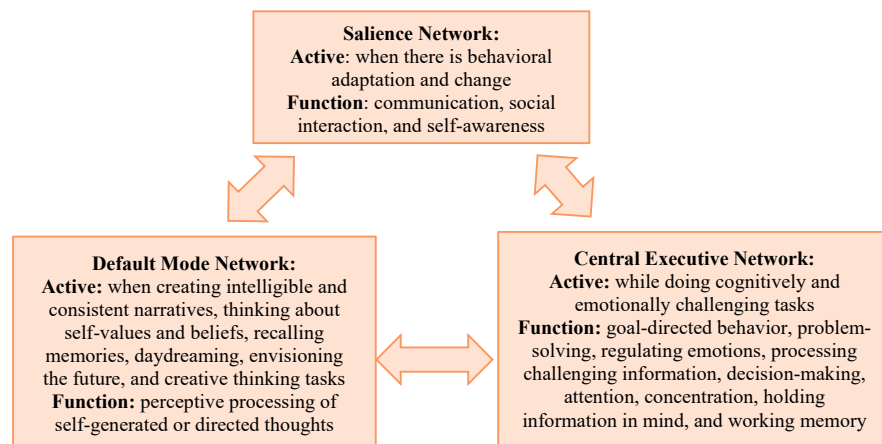 Salience Network:
Active: when there is behavioral
adaptation and change
Function: communication, social
interaction, and self-awareness
Default Mode Network:
Active: when creating intelligible and
consistent narratives, thinking about
self-values and beliefs, recalling
memories, daydreaming, envisioning
the future, and creative thinking tasks
Function: perceptive processing of
self-generated or directed thoughts
Central Executive Network:
Active: while doing cognitively and
emotionally challenging tasks
Function: goal-directed behavior, problem-
solving, regulating emotions, processing
challenging information, decision-making,
attention, concentration, holding
information in mind, and working memory